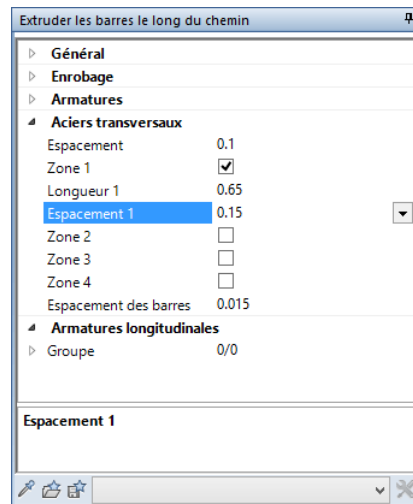 Extruder les barres le long du chemin
Général
Enrobage
Armatures
Aciers transversaux
Espacement 0.1
Zone 1
Longueur 1 0.65
Espacement 1 0.15
Zone 2
Zone 3
Zone 4
Espacement des barres 0.015
Armatures longitudinales
Groupe 0/0
Espacement 1